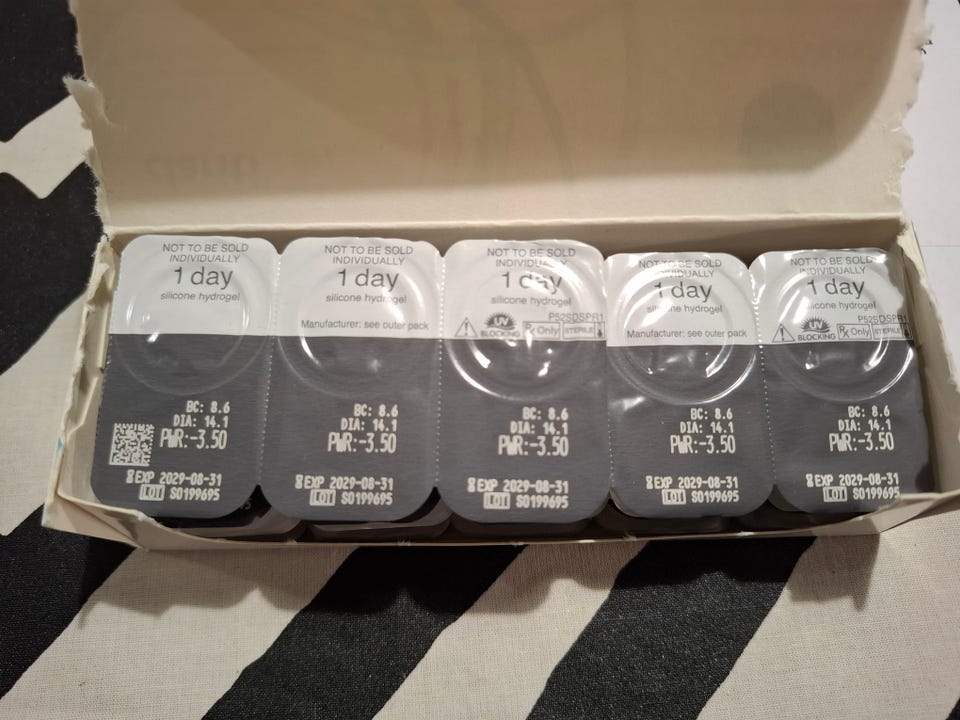 NOT TO BE SOLD
INDIVIDUALLY
1 day
silicone hydrogel
BC: 8.6
DIA: 14.1
PWR:-3.50
EXP 2029-08-31
LOT S0199695
NOT TO BE SOLD
INDIVIDUALLY
1 day
silicone hydrogel
Manufacturer: see outer pack
BC: 8.6
DIA: 14.1
PWR:-3.50
EXP 2029-08-31
LOT S0199695
NOT TO BE SOLD
INDIVIDUALLY
1 day
silicone hydrogel
P52SDSPR1
UV
BLOCKING
Rx Only
STERILE
BC: 8.6
DIA: 14.1
PWR:-3.50
EXP 2029-08-31
LOT S0199695
NOT TO BE SOLD
INDIVIDUALLY
1 day
silicone hydrogel
Manufacturer: see outer pack
BC: 8.6
DIA: 14.1
PWR:-3.50
EXP 2029-08-31
LOT S0199695
NOT TO BE SOLD
INDIVIDUALLY
1 day
silicone hydrogel
P52SDSPR1
UV
BLOCKING
Rx Only
STERILE
BC: 8.6
DIA: 14.1
PWR:-3.50
EXP 2029-08-31
LOT S0199695